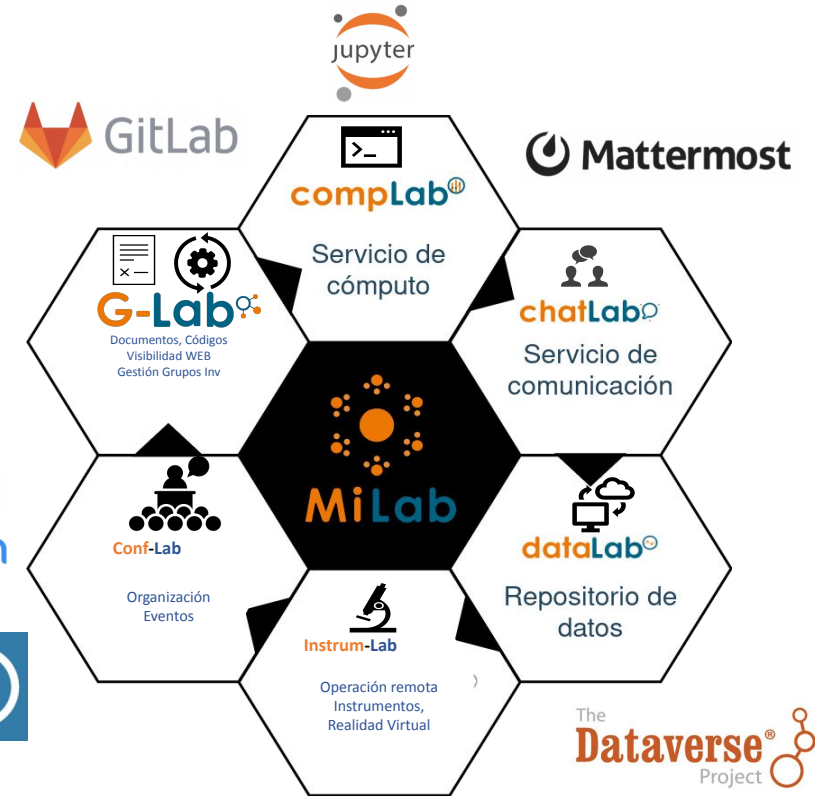 jupyter
GitLab
Mattermost
compLab
Servicio de
cómputo
G-Lab
Documentos, Códigos
Visibilidad WEB
Gestión Grupos Inv
chatLab
Servicio de
comunicación
MiLab
Conf-Lab
Organización
Eventos
dataLab
Repositorio de
datos
Instrum-Lab
Operación remota
Instrumentos,
Realidad Virtual
)
The
Dataverse®
Project